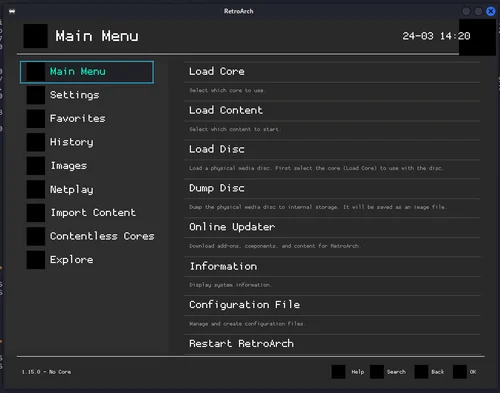 RetroArch
Main Menu
24-03 14:20
Main Menu
Settings
Favorites
History
Images
Netplay
Import Content
Contentless Cores
Explore
Load Core
Select which core to use.
Load Content
Select which content to start.
Load Disc
Load a physical media disc. First select the core (Load Core) to use with the disc.
Dump Disc
Dump the physical media disc to internal storage. It will be saved as an image file.
Online Updater
Download add-ons, components, and content for RetroArch.
Information
Display system information.
Configuration File
Manage and create configuration files.
Restart RetroArch
1.15.0 - No Core
Help
Search
Back
OK